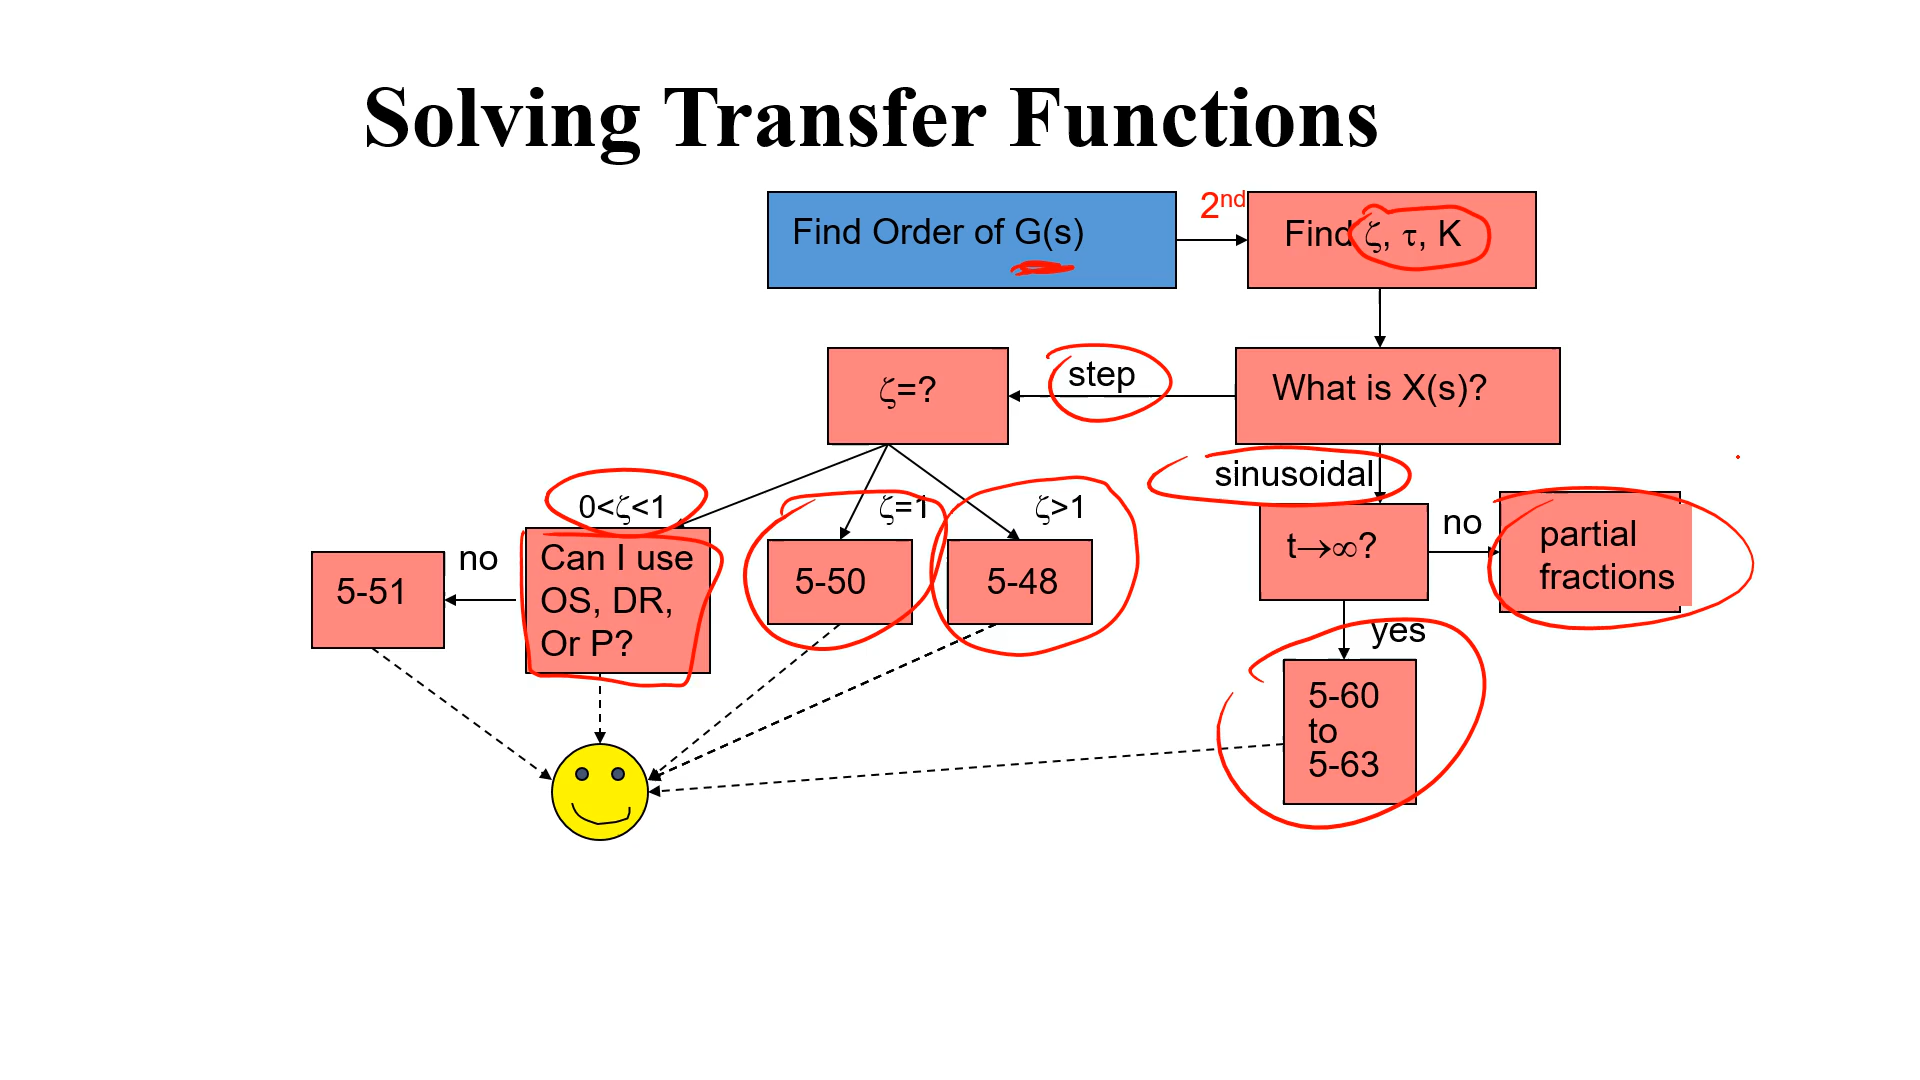 Solving Transfer Functions
Find Order of G(s)
2nd
Find ζ, τ, K
ζ=?
step
What is X(s)?
0<ζ<1
ζ=1
ζ>1
sinusoidal
5-51
no
Can I use
OS, DR,
Or P?
5-50
5-48
t→∞?
no
partial
fractions
yes
5-60
to
5-63